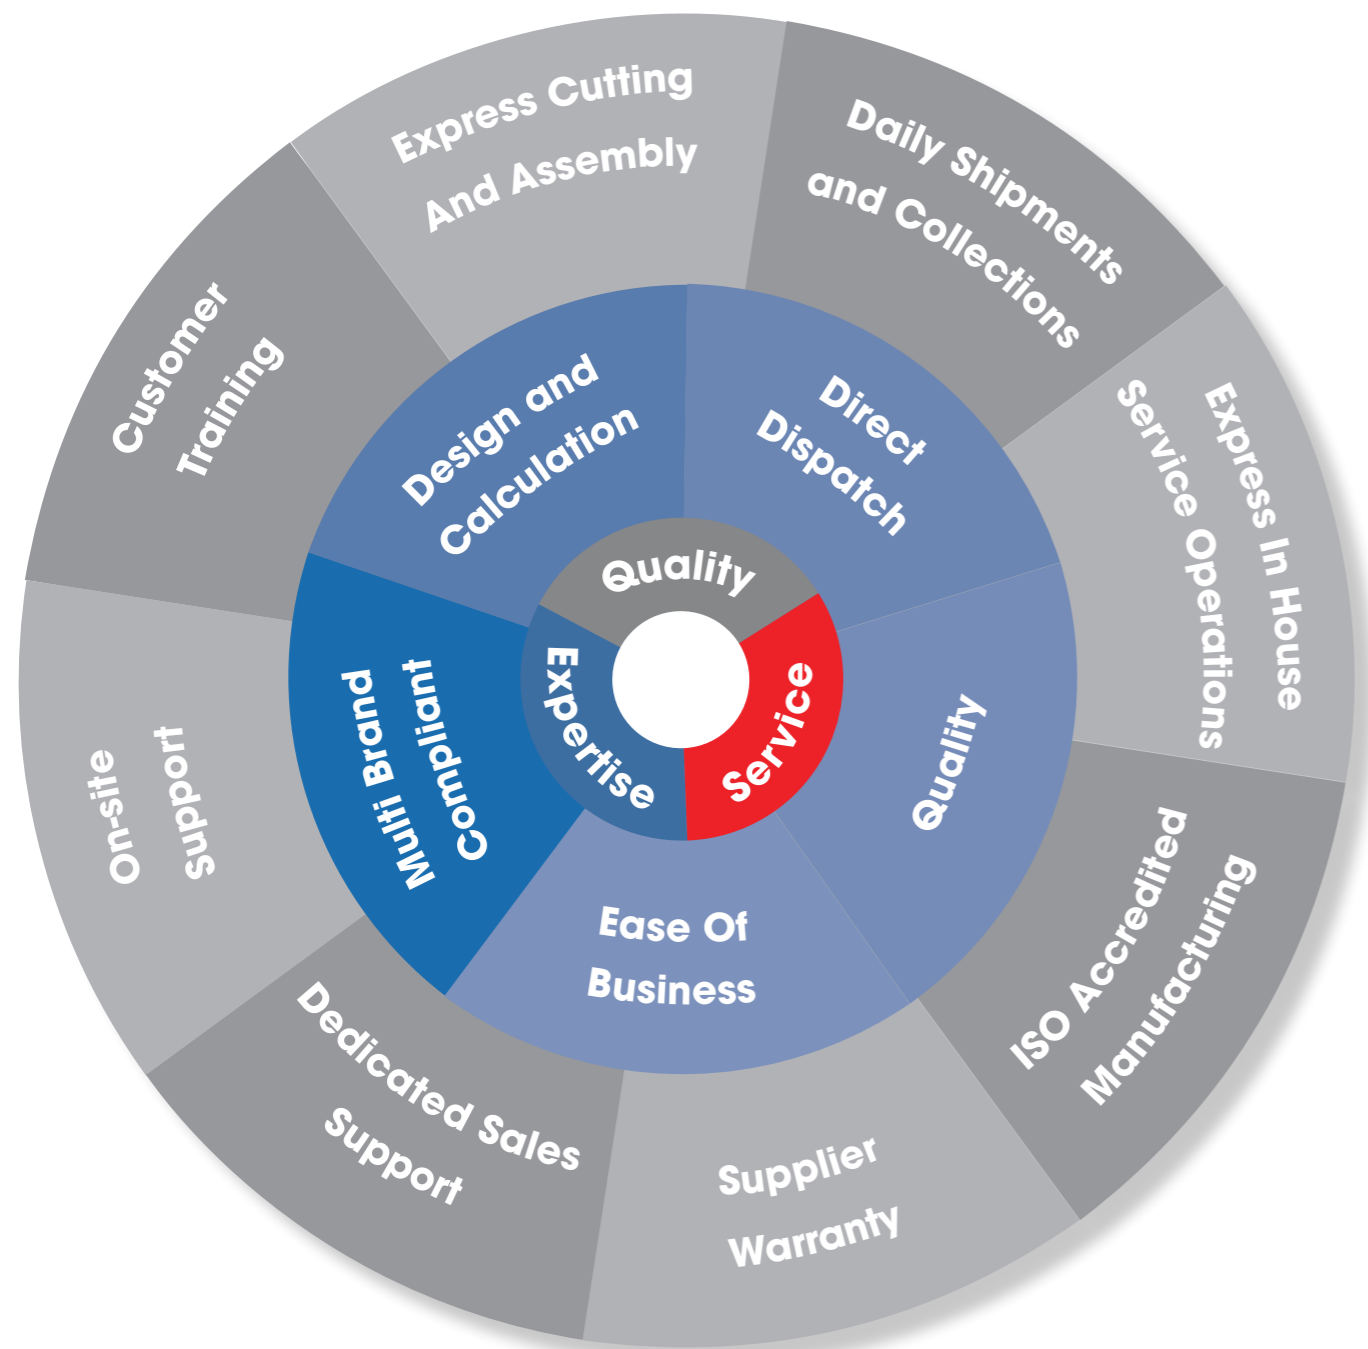 Express Cutting
And Assembly
Daily Shipments
and Collections
Express In House
Service Operations
ISO Accredited
Manufacturing
Supplier
Warranty
Dedicated Sales
Support
On-site
Support
Customer
Training
Design and
Calculation
Direct
Dispatch
Quality
Ease Of
Business
Multi Brand
Compliant
Quality
Service
Expertise